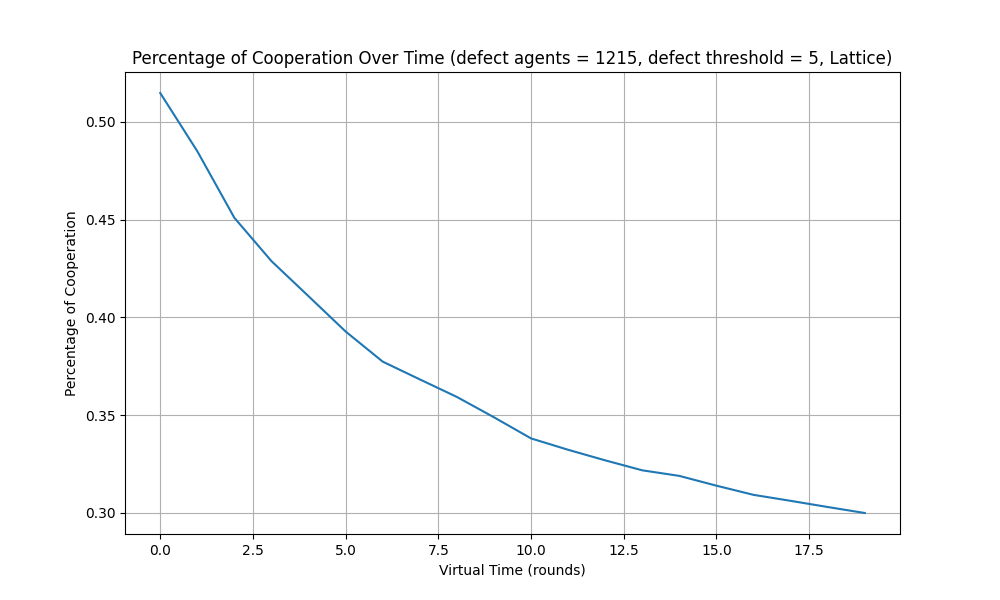 Percentage of Cooperation Over Time (defect agents = 1215, defect threshold = 5, Lattice)
0.50
0.45
0.40
0.35
0.30
Percentage of Cooperation
0.0 2.5 5.0 7.5 10.0 12.5 15.0 17.5
Virtual Time (rounds)